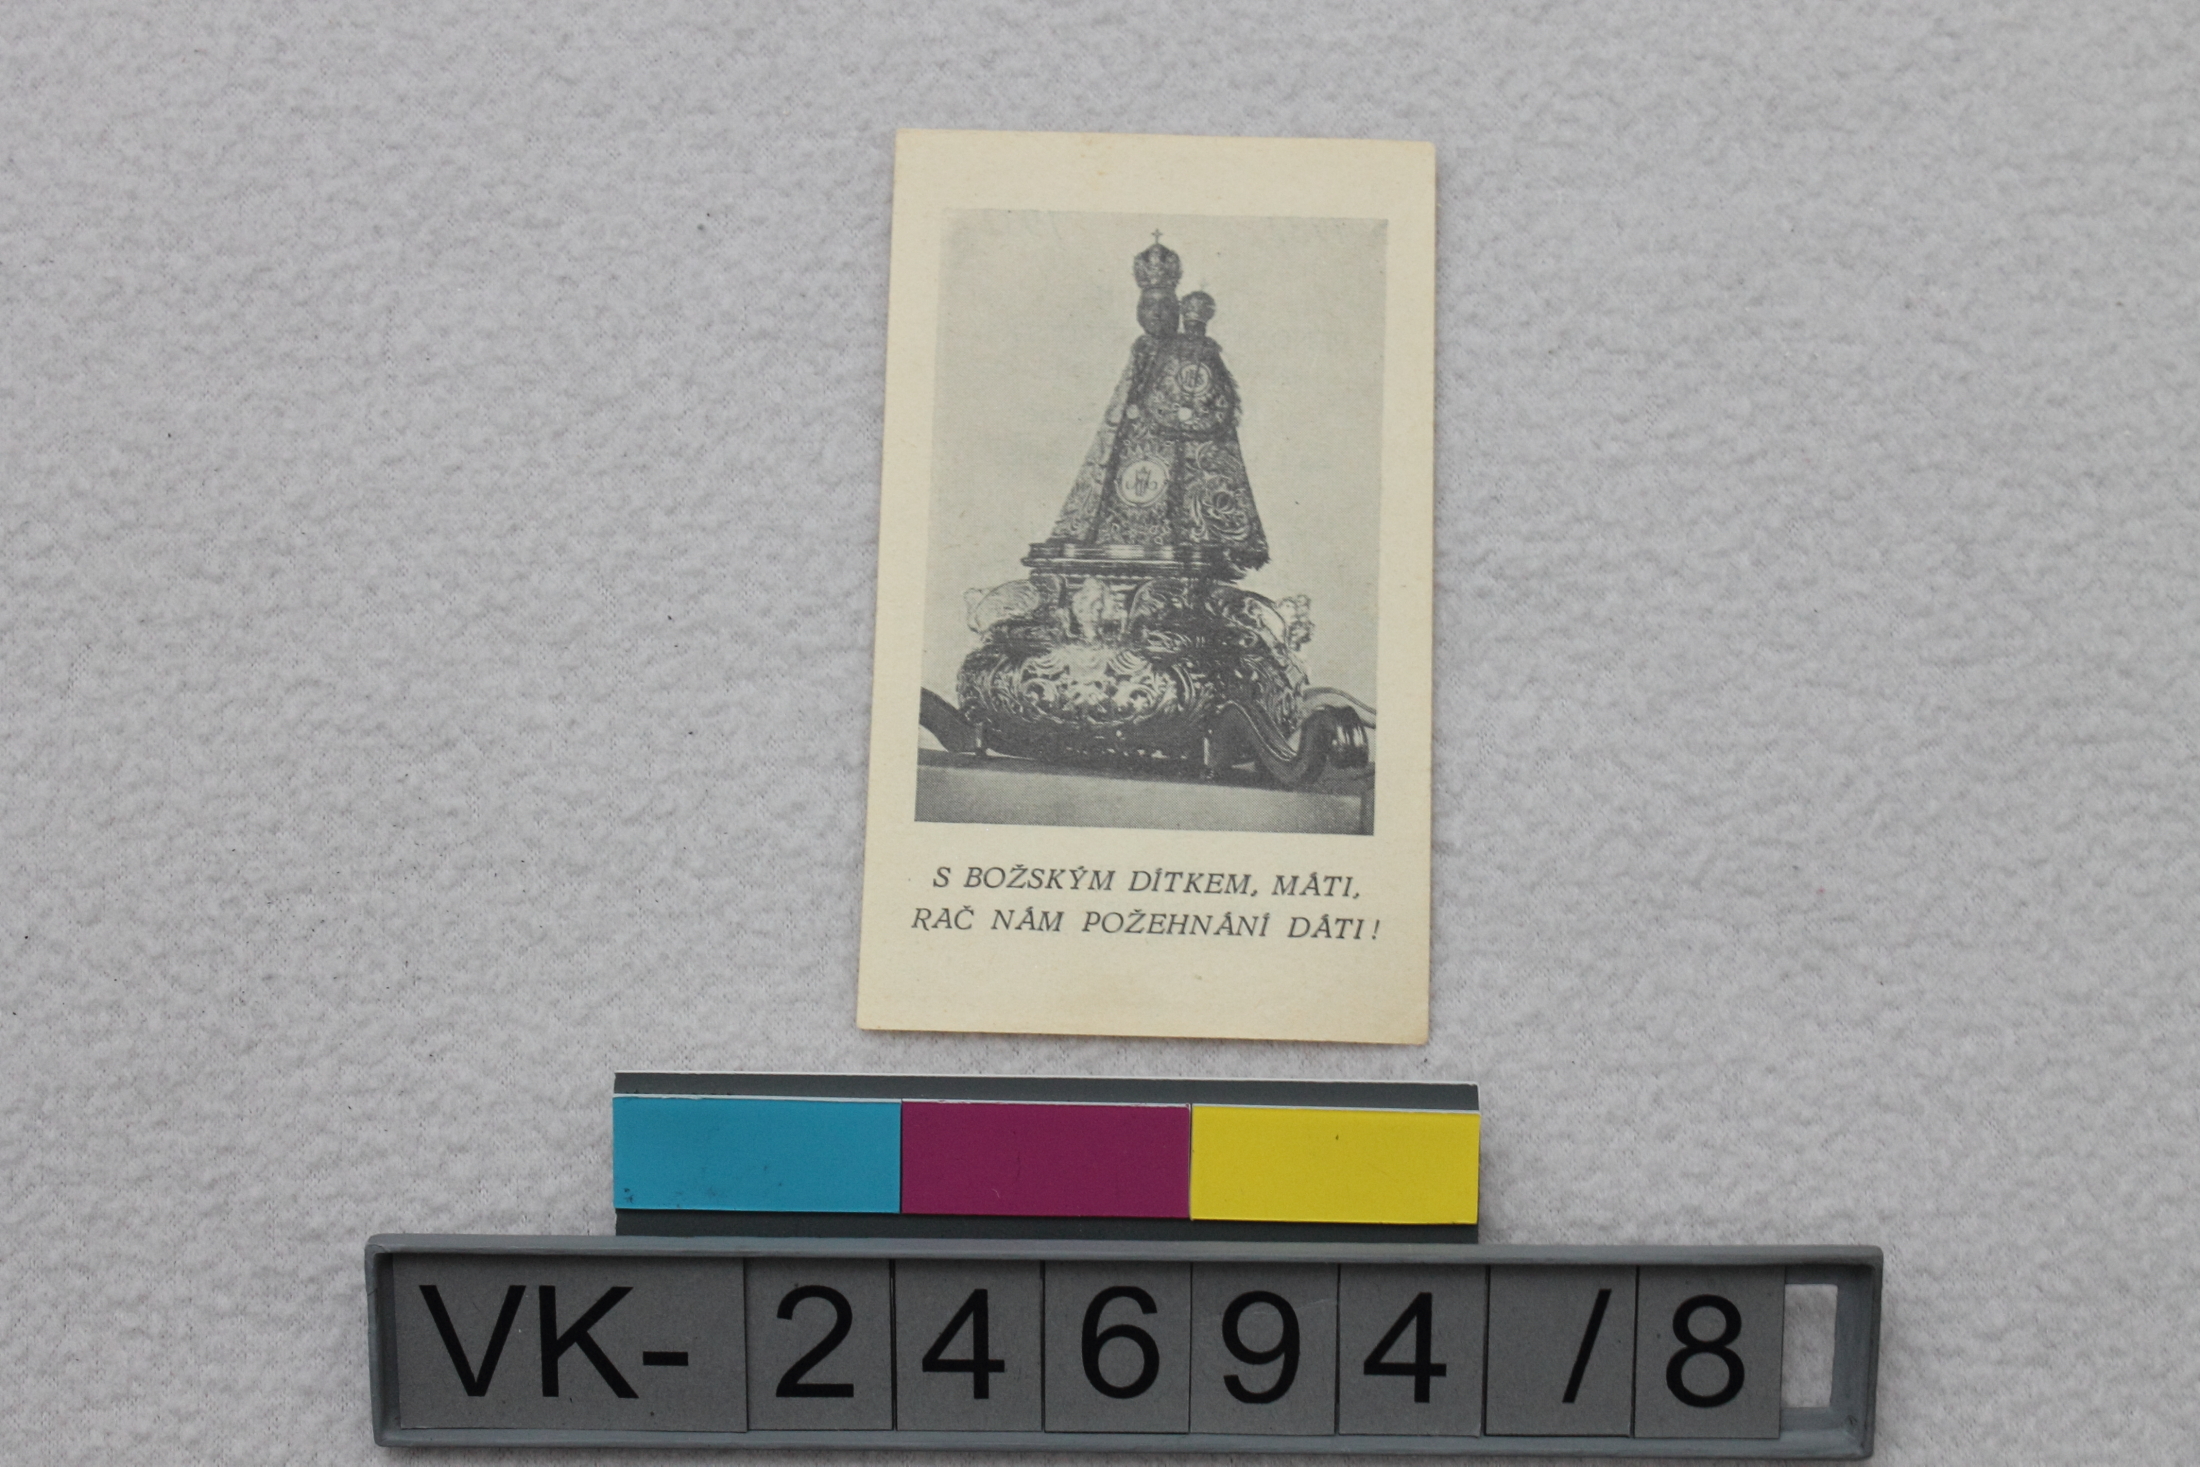 S BOŽSKÝM DÍTKEM, MÁTI,
RAČ NÁM POŽEHNÁNÍ DÁTI!
VK-24694/8